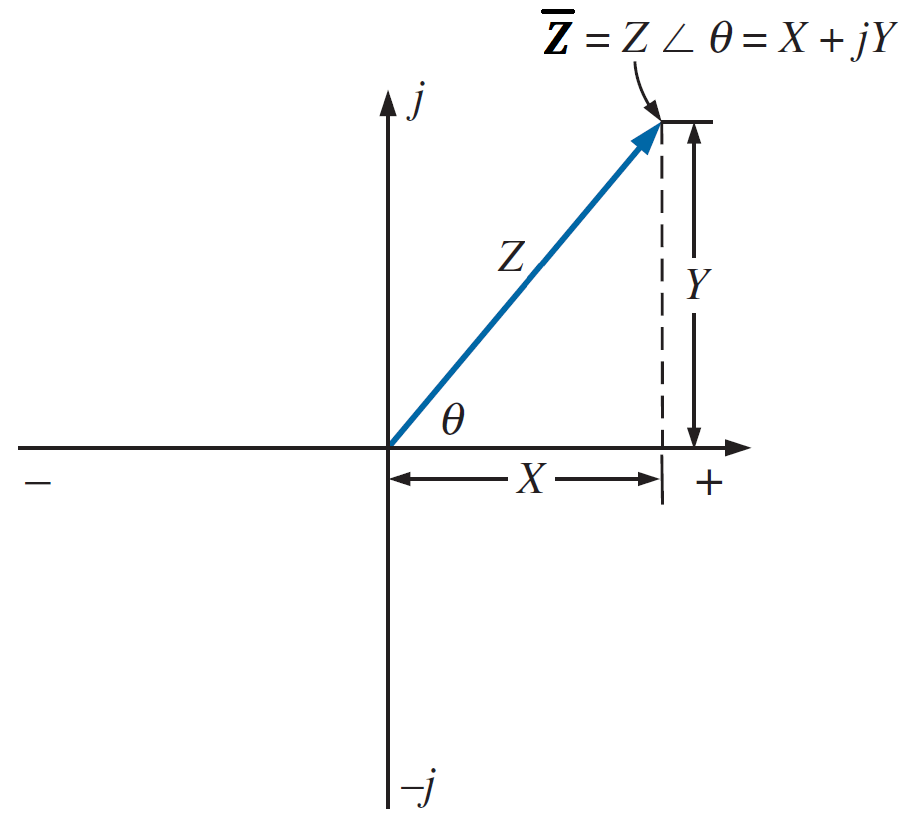 Z̅ = Z ∠ θ = X + jY
j
Z
Y
θ
X
−
+
−j